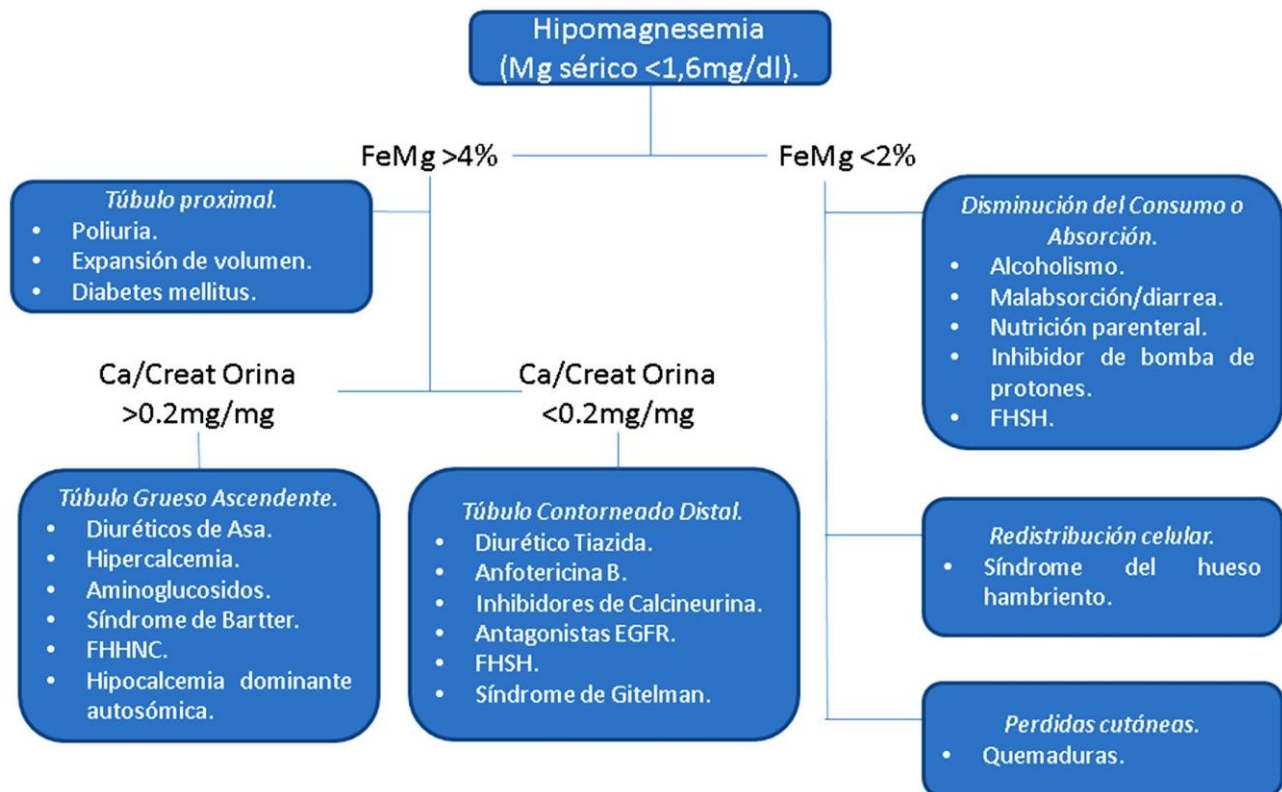 Hipomagnesemia
(Mg sérico <1,6mg/dl).
FeMg >4%
FeMg <2%
Túbulo proximal.
• Poliuria.
• Expansión de volumen.
• Diabetes mellitus.
Disminución del Consumo o
Absorción.
• Alcoholismo.
• Malabsorción/diarrea.
• Nutrición parenteral.
• Inhibidor de bomba de
protones.
• FHSH.
Ca/Creat Orina
>0.2mg/mg
Ca/Creat Orina
<0.2mg/mg
Túbulo Grueso Ascendente.
• Diuréticos de Asa.
• Hipercalcemia.
• Aminoglucosidos.
• Síndrome de Bartter.
• FHHNC.
• Hipocalcemia dominante
autosómica.
Túbulo Contorneado Distal.
• Diurético Tiazida.
• Anfotericina B.
• Inhibidores de Calcineurina.
• Antagonistas EGFR.
• FHSH.
• Síndrome de Gitelman.
Redistribución celular.
• Síndrome del hueso
hambriento.
Perdidas cutáneas.
• Quemaduras.